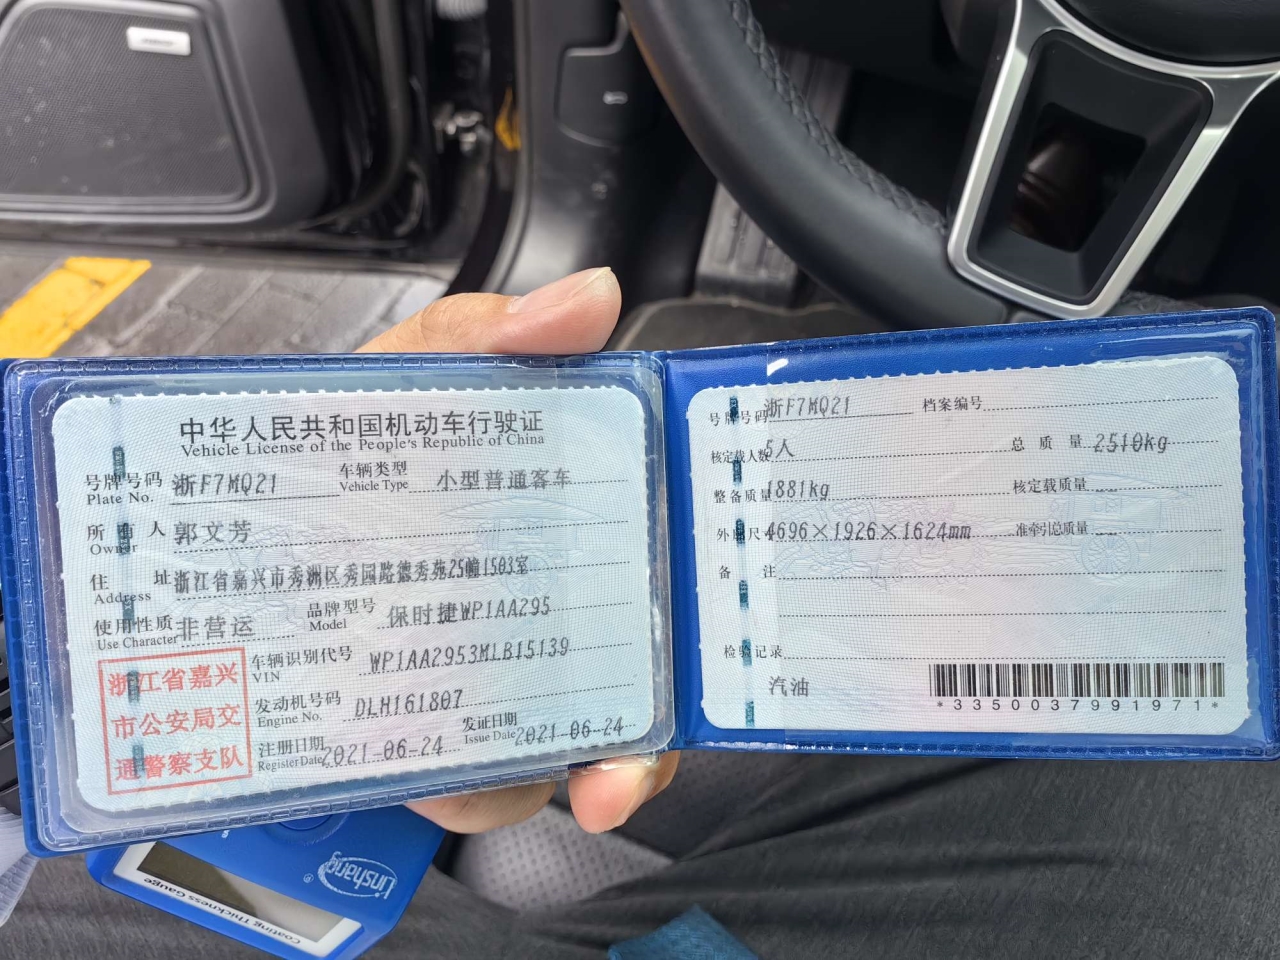 中华人民共和国机动车行驶证
Vehicle License of the People's Republic of China
号牌号码 浙F7MQ21 车辆类型 小型普通客车
Plate No. Vehicle Type
所有人 郭文芳
Owner
住址 浙江省嘉兴市秀洲区秀园路德秀苑25幢1503室
Address
使用性质 非营运 品牌型号 保时捷WP1AA295
Use Character Model
浙江省嘉兴
市公安局交
通警察支队
车辆识别代号 WP1AA2953MLB15139
VIN
发动机号码 DLH161807
Engine No.
注册日期 2021-06-24 发证日期 2021-06-24
Register Date Issue Date
号牌号码 浙F7MQ21 档案编号
核定载人数 5人 总质量 2510kg
整备质量 1881kg 核定载质量
外廓尺寸 4696×1926×1624mm 准牵引总质量
备注
检验记录
汽油
*3350037991971*
Linshang®
Coating Thickness Gauge